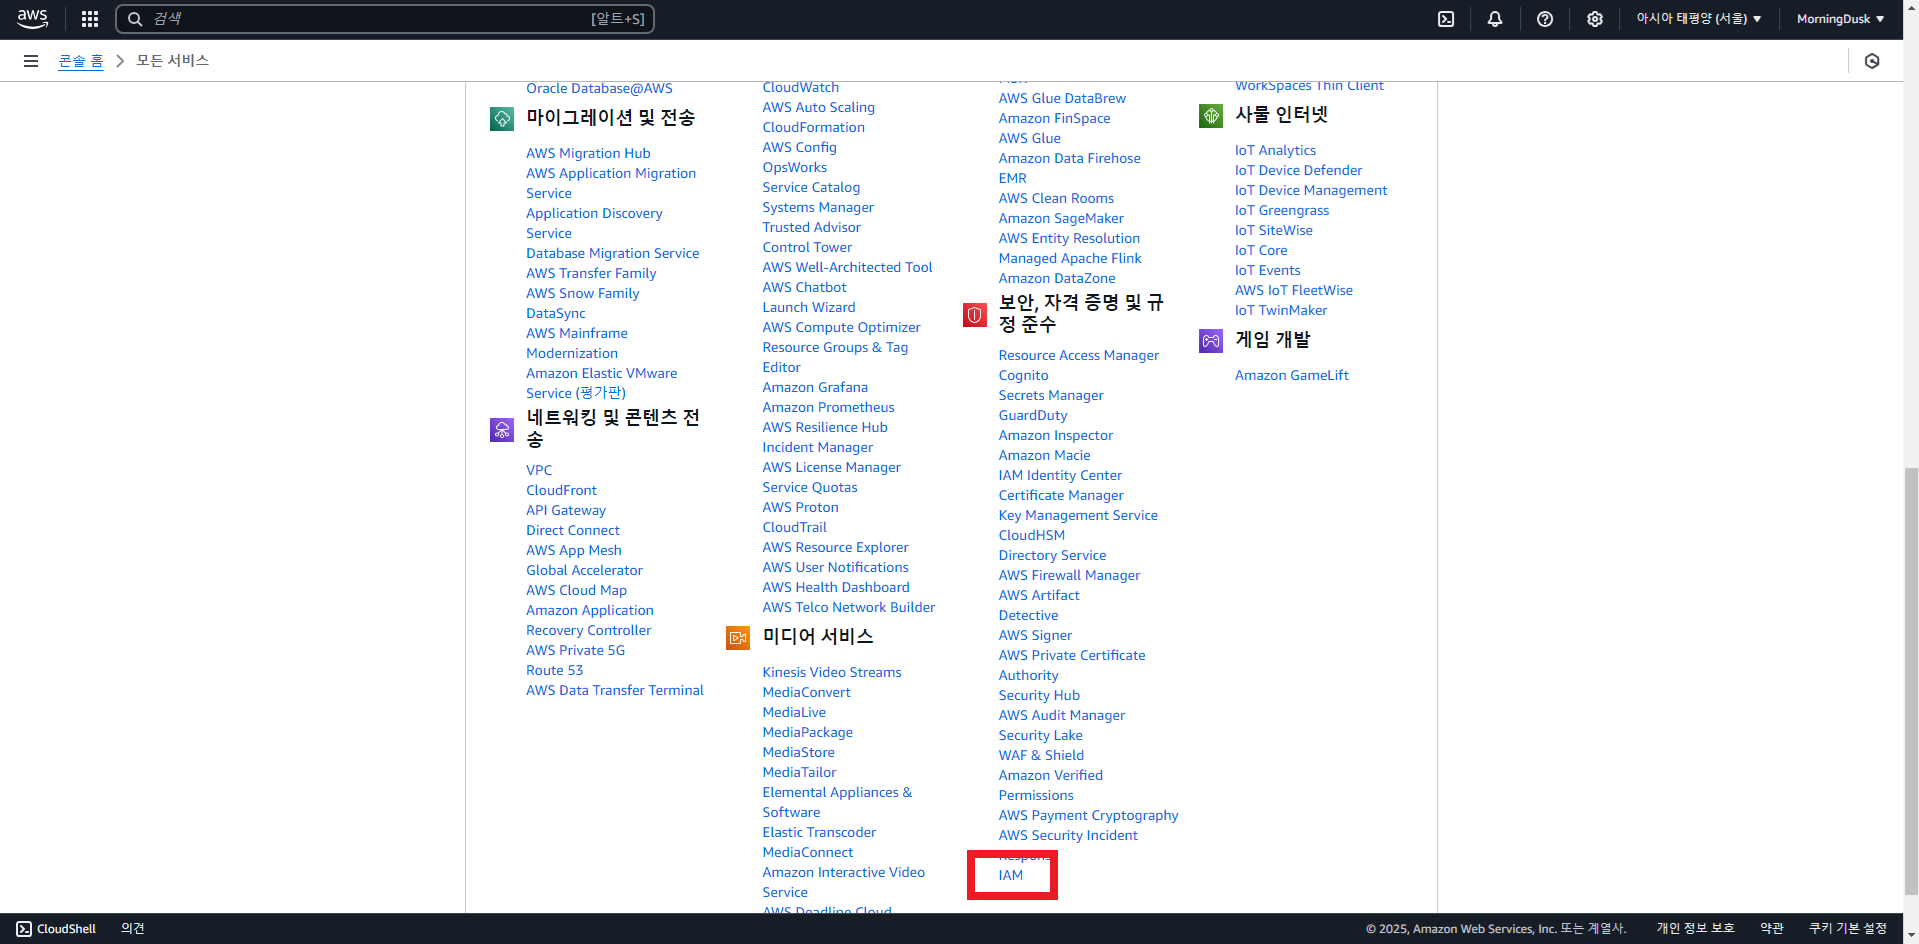 aws
검색
[알트+S]
아시아 태평양 (서울) ▼
MorningDusk ▼
콘솔 홈
모든 서비스
Oracle Database@AWS
마이그레이션 및 전송
AWS Migration Hub
AWS Application Migration
Service
Application Discovery
Service
Database Migration Service
AWS Transfer Family
AWS Snow Family
DataSync
AWS Mainframe
Modernization
Amazon Elastic VMware
Service (평가판)
네트워킹 및 콘텐츠 전
송
VPC
CloudFront
API Gateway
Direct Connect
AWS App Mesh
Global Accelerator
AWS Cloud Map
Amazon Application
Recovery Controller
AWS Private 5G
Route 53
AWS Data Transfer Terminal
CloudWatch
AWS Auto Scaling
CloudFormation
AWS Config
OpsWorks
Service Catalog
Systems Manager
Trusted Advisor
Control Tower
AWS Well-Architected Tool
AWS Chatbot
Launch Wizard
AWS Compute Optimizer
Resource Groups & Tag
Editor
Amazon Grafana
Amazon Prometheus
AWS Resilience Hub
Incident Manager
AWS License Manager
Service Quotas
AWS Proton
CloudTrail
AWS Resource Explorer
AWS User Notifications
AWS Health Dashboard
AWS Telco Network Builder
미디어 서비스
Kinesis Video Streams
MediaConvert
MediaLive
MediaPackage
MediaStore
MediaTailor
Elemental Appliances &
Software
Elastic Transcoder
MediaConnect
Amazon Interactive Video
Service
AWS Deadline Cloud
AWS Glue DataBrew
Amazon FinSpace
AWS Glue
Amazon Data Firehose
EMR
AWS Clean Rooms
Amazon SageMaker
AWS Entity Resolution
Managed Apache Flink
Amazon DataZone
보안, 자격 증명 및 규
정 준수
Resource Access Manager
Cognito
Secrets Manager
GuardDuty
Amazon Inspector
Amazon Macie
IAM Identity Center
Certificate Manager
Key Management Service
CloudHSM
Directory Service
AWS Firewall Manager
AWS Artifact
Detective
AWS Signer
AWS Private Certificate
Authority
Security Hub
AWS Audit Manager
Security Lake
WAF & Shield
Amazon Verified
Permissions
AWS Payment Cryptography
AWS Security Incident
IAM
WorkSpaces Thin Client
사물 인터넷
IoT Analytics
IoT Device Defender
IoT Device Management
IoT Greengrass
IoT SiteWise
IoT Core
IoT Events
AWS IoT FleetWise
IoT TwinMaker
게임 개발
Amazon GameLift
CloudShell
의견
© 2025, Amazon Web Services, Inc. 또는 계열사.
개인 정보 보호
약관
쿠키 기본 설정